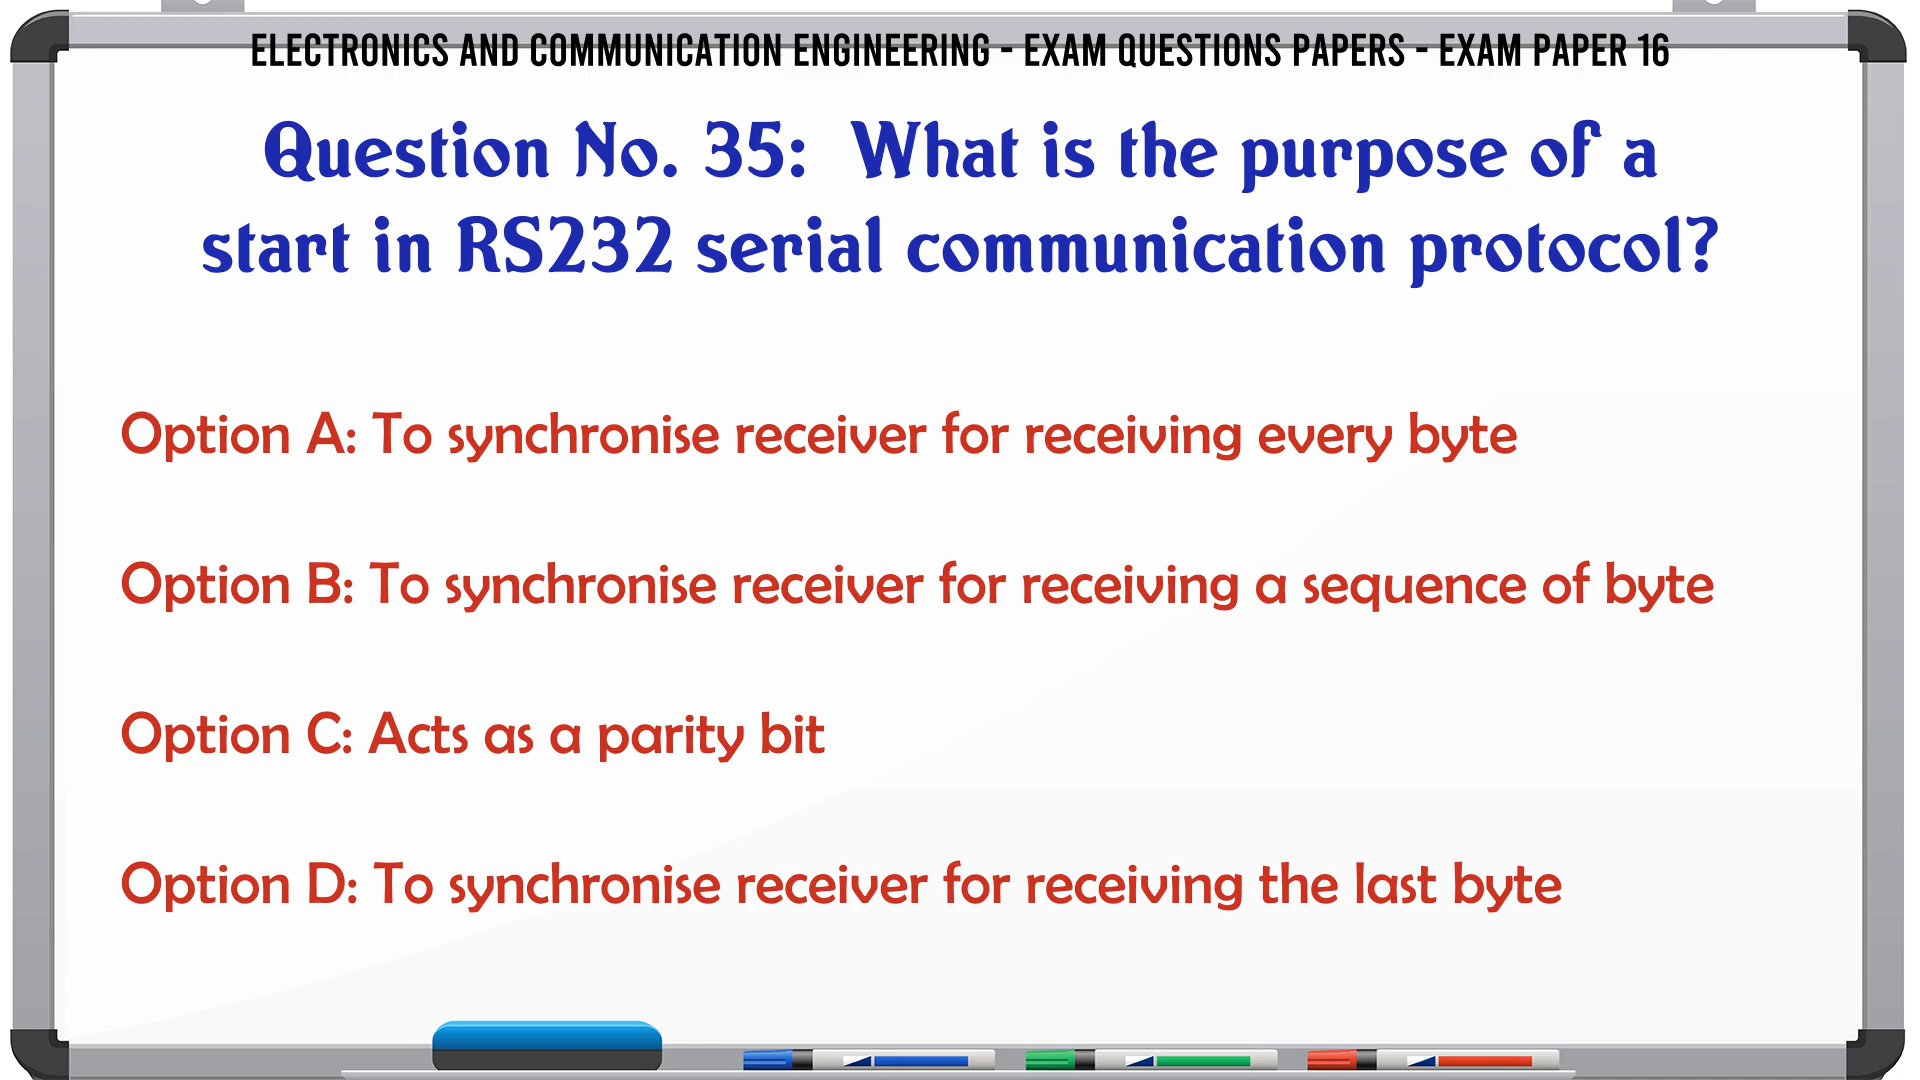 ELECTRONICS AND COMMUNICATION ENGINEERING - EXAM QUESTIONS PAPERS - EXAM PAPER 16
Question No. 35: What is the purpose of a
start in RS232 serial communication protocol?
Option A: To synchronise receiver for receiving every byte
Option B: To synchronise receiver for receiving a sequence of byte
Option C: Acts as a parity bit
Option D: To synchronise receiver for receiving the last byte